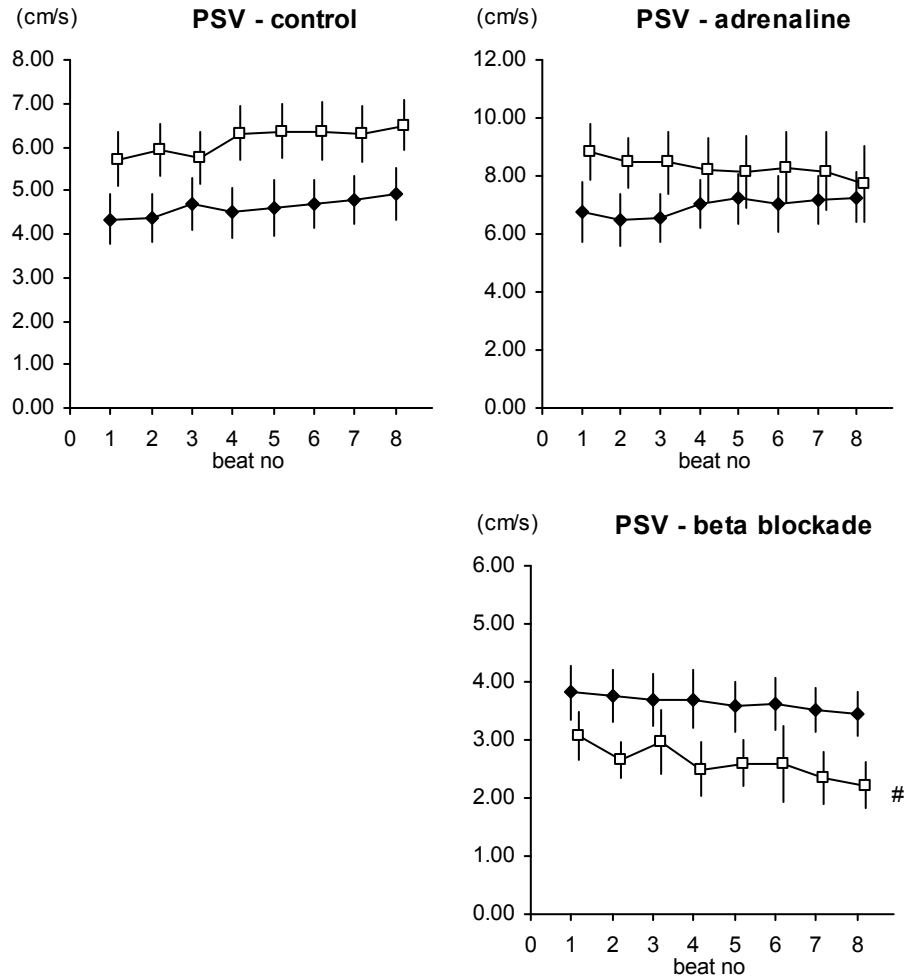 (cm/s) PSV - control
8.00
7.00
6.00
5.00
4.00
3.00
2.00
1.00
0.00
0 1 2 3 4 5 6 7 8
beat no
(cm/s) PSV - adrenaline
12.00
10.00
8.00
6.00
4.00
2.00
0.00
0 1 2 3 4 5 6 7 8
beat no
(cm/s) PSV - beta blockade
6.00
5.00
4.00
3.00
2.00
1.00
0.00
#
0 1 2 3 4 5 6 7 8
beat no